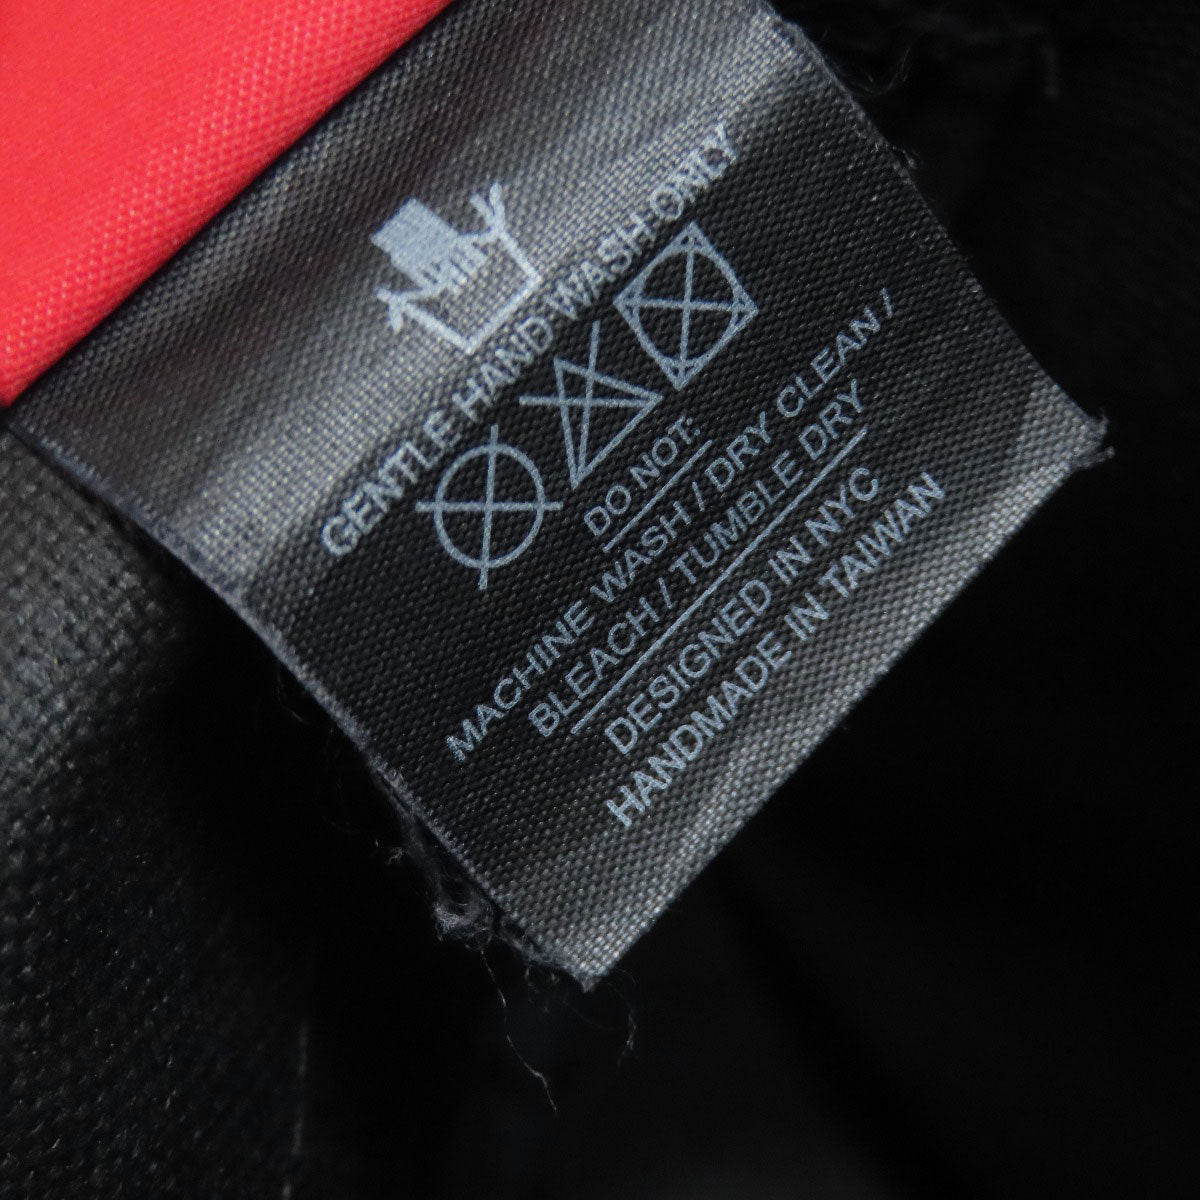 GENTLE HAND WASH ONLY
DO NOT:
MACHINE WASH / DRY CLEAN /
BLEACH / TUMBLE DRY
DESIGNED IN NYC
HANDMADE IN TAIWAN